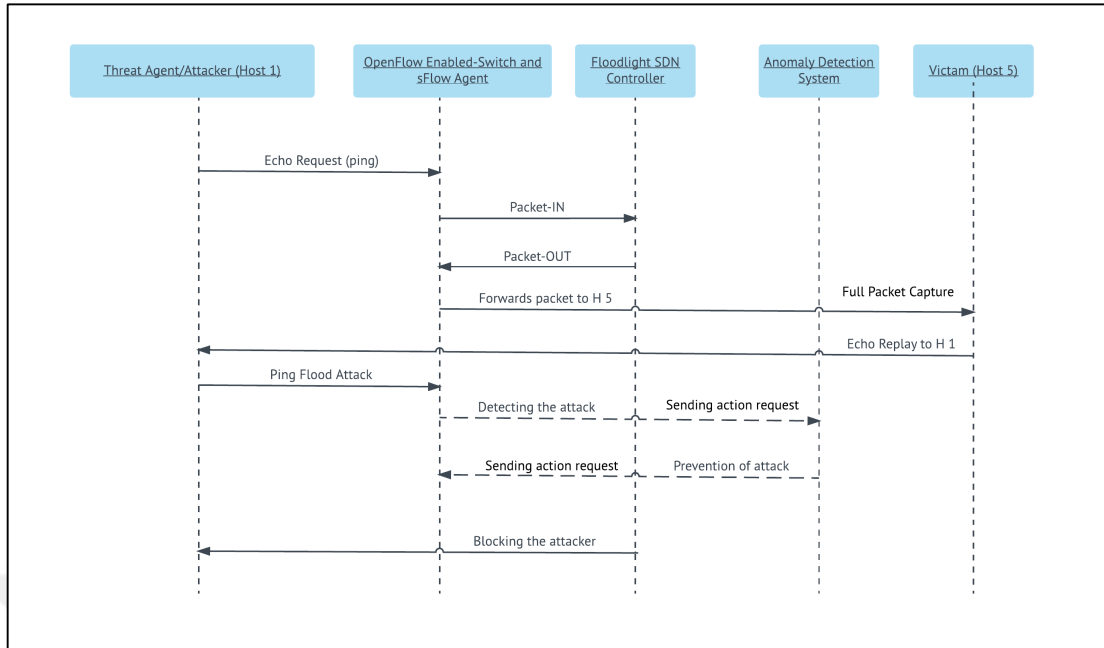 Threat Agent/Attacker (Host 1)
OpenFlow Enabled-Switch and
sFlow Agent
Floodlight SDN
Controller
Anomaly Detection
System
Victam (Host 5)
Echo Request (ping)
Packet-IN
Packet-OUT
Full Packet Capture
Forwards packet to H 5
Echo Replay to H 1
Ping Flood Attack
Detecting the attack
Sending action request
Sending action request
Prevention of attack
Blocking the attacker